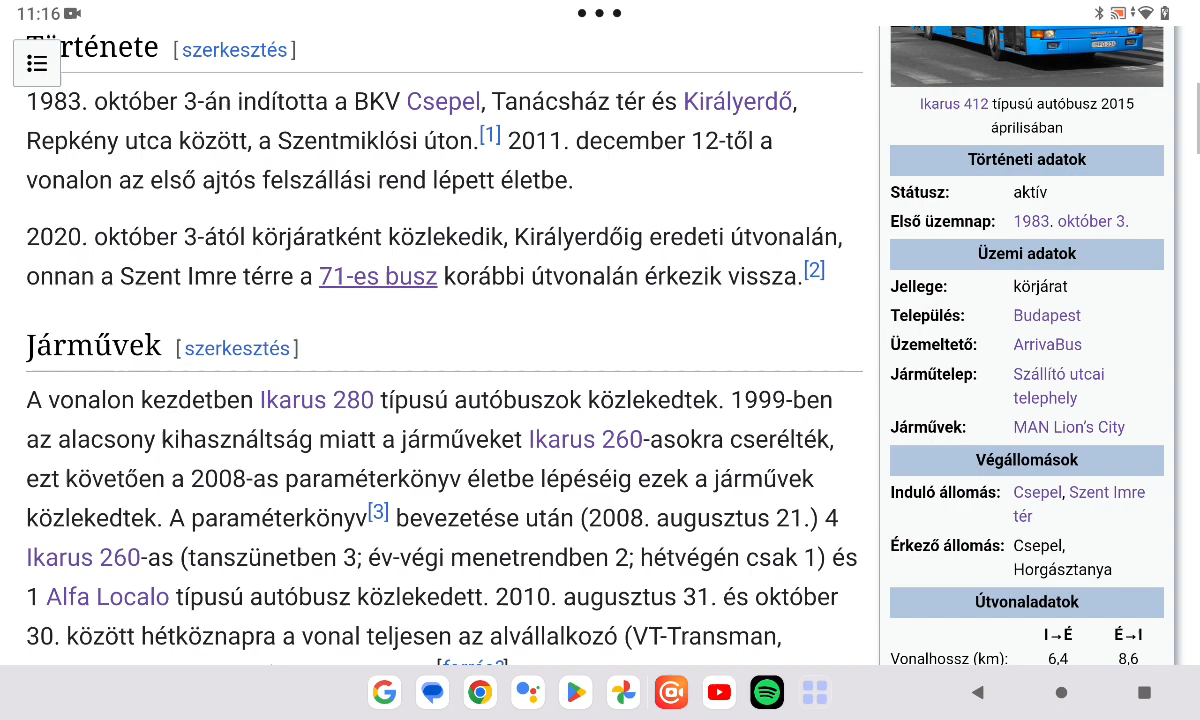 11:16
Története [ szerkesztés ]
1983. október 3-án indította a BKV Csepel, Tanácsház tér és Királyerdő,
Repkény utca között, a Szentmiklósi úton.[1] 2011. december 12-től a
vonalon az első ajtós felszállási rend lépett életbe.
2020. október 3-ától körjáratként közlekedik, Királyerdőig eredeti útvonalán,
onnan a Szent Imre térre a 71-es busz korábbi útvonalán érkezik vissza.[2]
Járművek [ szerkesztés ]
A vonalon kezdetben Ikarus 280 típusú autóbuszok közlekedtek. 1999-ben
az alacsony kihasználtság miatt a járműveket Ikarus 260-asokra cserélték,
ezt követően a 2008-as paraméterkönyv életbe lépéséig ezek a járművek
közlekedtek. A paraméterkönyv[3] bevezetése után (2008. augusztus 21.) 4
Ikarus 260-as (tanszünetben 3; év-végi menetrendben 2; hétvégén csak 1) és
1 Alfa Localo típusú autóbusz közlekedett. 2010. augusztus 31. és október
30. között hétköznapra a vonal teljesen az alvállalkozó (VT-Transman,
Ikarus 412 típusú autóbusz 2015
áprilisában
Történeti adatok
Státusz: aktív
Első üzemnap: 1983. október 3.
Üzemi adatok
Jellege: körjárat
Település: Budapest
Üzemeltető: ArrivaBus
Járműtelep: Szállító utcai
telephely
Járművek: MAN Lion's City
Végállomások
Induló állomás: Csepel, Szent Imre
tér
Érkező állomás: Csepel,
Horgásztanya
Útvonaladatok
I→É É→I
Vonalhossz (km): 6,4 8,6